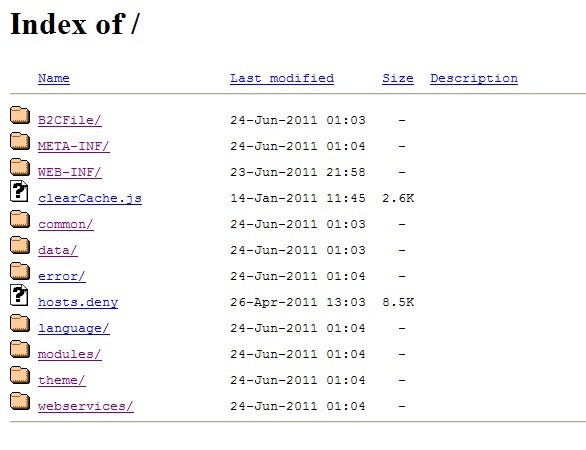 Index of /
Name Last modified Size Description
B2CFile/ 24-Jun-2011 01:03 -
META-INF/ 24-Jun-2011 01:04 -
WEB-INF/ 23-Jun-2011 21:58 -
clearCache.js 14-Jan-2011 11:45 2.6K
common/ 24-Jun-2011 01:03 -
data/ 24-Jun-2011 01:03 -
error/ 24-Jun-2011 01:04 -
hosts.deny 26-Apr-2011 13:03 8.5K
language/ 24-Jun-2011 01:04 -
modules/ 24-Jun-2011 01:04 -
theme/ 24-Jun-2011 01:04 -
webservices/ 24-Jun-2011 01:04 -